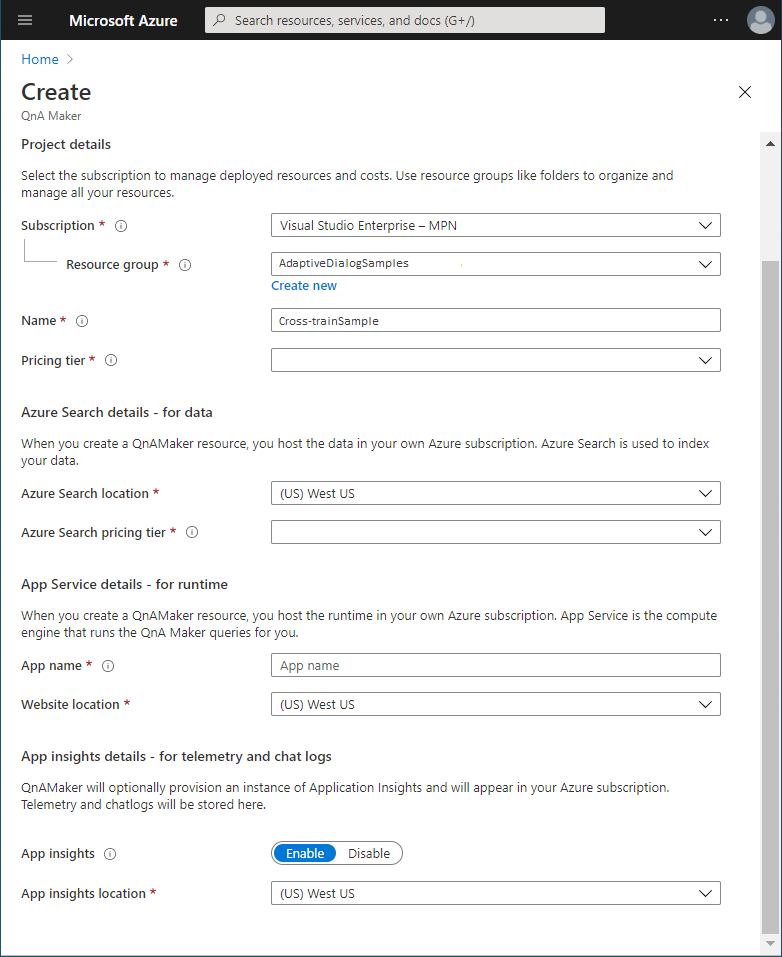 Microsoft Azure
Search resources, services, and docs (G+/)
Home
Create
QnA Maker
Project details
Select the subscription to manage deployed resources and costs. Use resource groups like folders to organize and
manage all your resources.
Subscription *
Visual Studio Enterprise – MPN
Resource group *
AdaptiveDialogSamples
Create new
Name *
Cross-trainSample
Pricing tier *
Azure Search details - for data
When you create a QnAMaker resource, you host the data in your own Azure subscription. Azure Search is used to index
your data.
Azure Search location *
(US) West US
Azure Search pricing tier *
App Service details - for runtime
When you create a QnAMaker resource, you host the runtime in your own Azure subscription. App Service is the compute
engine that runs the QnA Maker queries for you.
App name *
App name
Website location *
(US) West US
App insights details - for telemetry and chat logs
QnAMaker will optionally provision an instance of Application Insights and will appear in your Azure subscription.
Telemetry and chatlogs will be stored here.
App insights
Enable
Disable
App insights location *
(US) West US